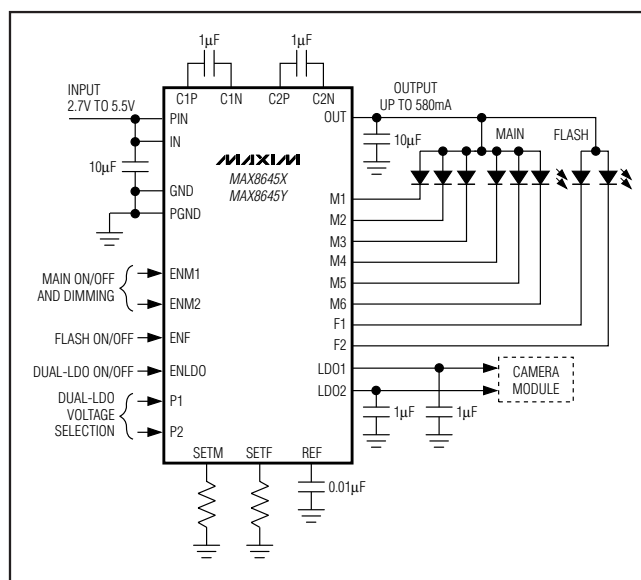 1µF
1µF
INPUT
2.7V TO 5.5V
C1P
C1N
C2P
C2N
OUTPUT
UP TO 580mA
PIN
OUT
IN
10µF
MAIN
FLASH
10µF
MAXIM
MAX8645X
MAX8645Y
GND
PGND
M1
M2
M3
M4
M5
M6
F1
F2
MAIN ON/OFF
AND DIMMING
ENM1
ENM2
FLASH ON/OFF
ENF
DUAL-LDO ON/OFF
ENLDO
LDO1
LDO2
CAMERA
MODULE
DUAL-LDO
VOLTAGE
SELECTION
P1
P2
1µF
1µF
SETM
SETF
REF
0.01µF